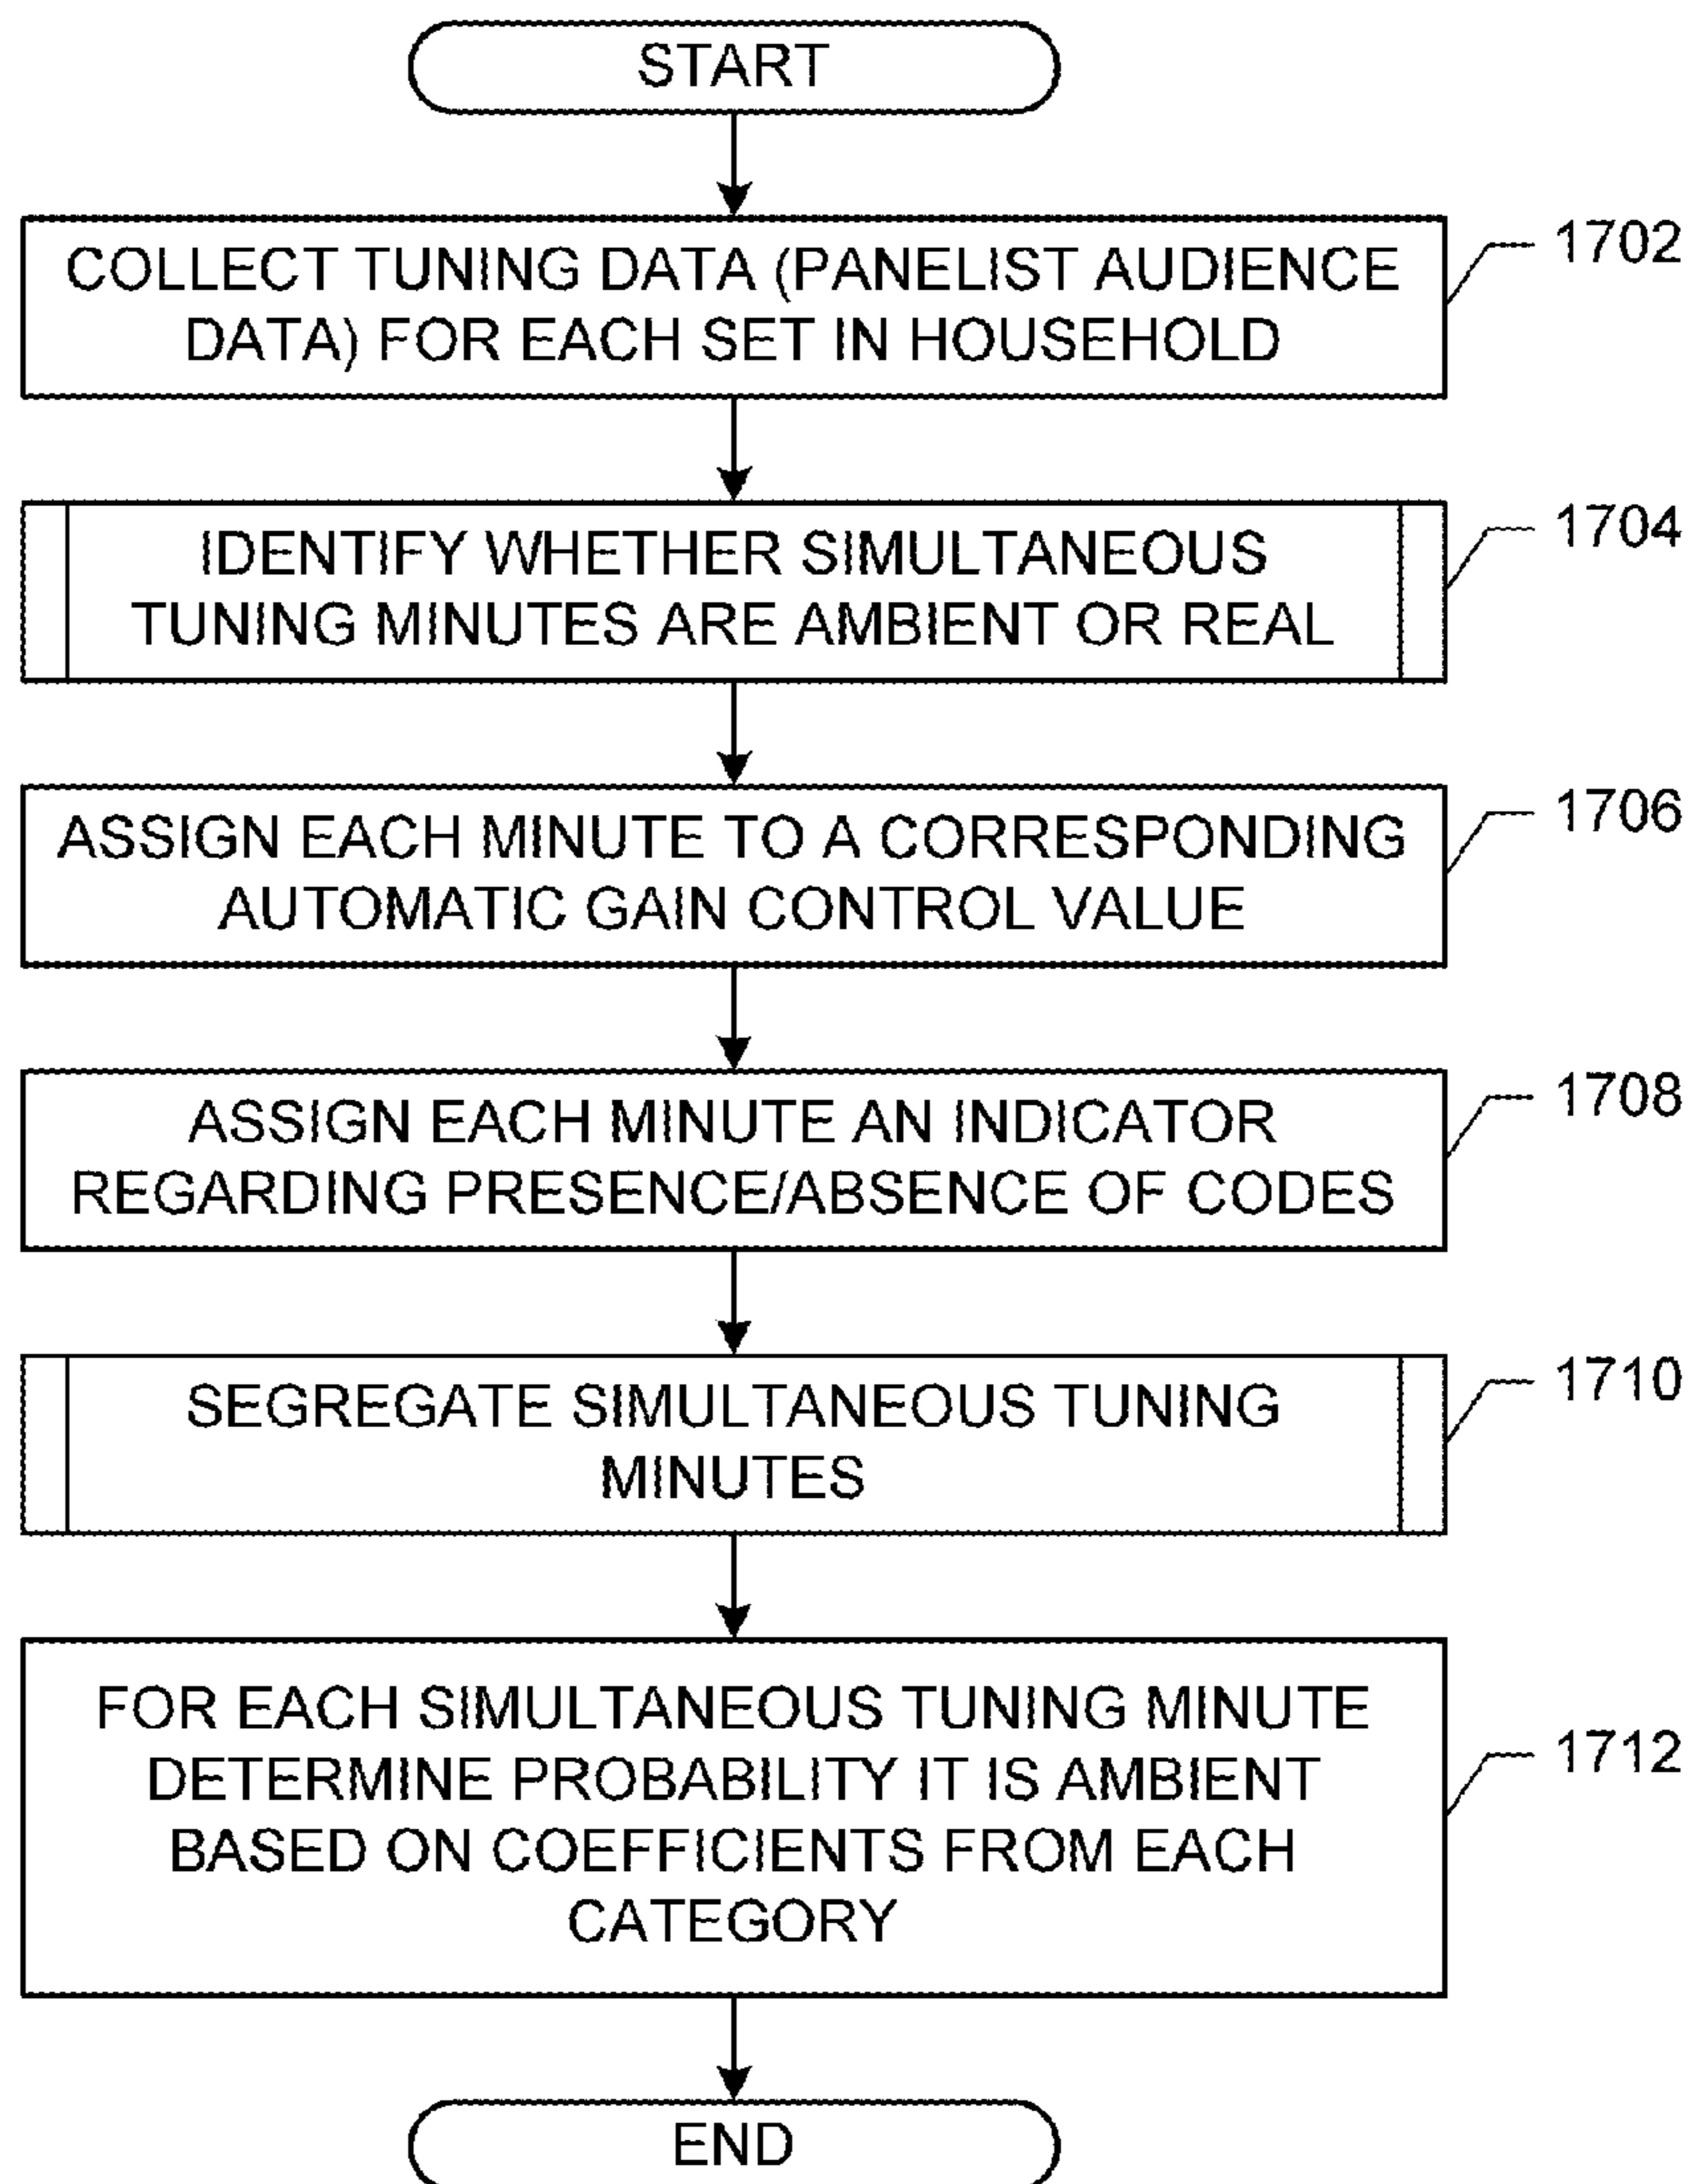 START
COLLECT TUNING DATA (PANELIST AUDIENCE
DATA) FOR EACH SET IN HOUSEHOLD
1702
IDENTIFY WHETHER SIMULTANEOUS
TUNING MINUTES ARE AMBIENT OR REAL
1704
ASSIGN EACH MINUTE TO A CORRESPONDING
AUTOMATIC GAIN CONTROL VALUE
1706
ASSIGN EACH MINUTE AN INDICATOR
REGARDING PRESENCE/ABSENCE OF CODES
1708
SEGREGATE SIMULTANEOUS TUNING
MINUTES
1710
FOR EACH SIMULTANEOUS TUNING MINUTE
DETERMINE PROBABILITY IT IS AMBIENT
BASED ON COEFFICIENTS FROM EACH
CATEGORY
1712
END